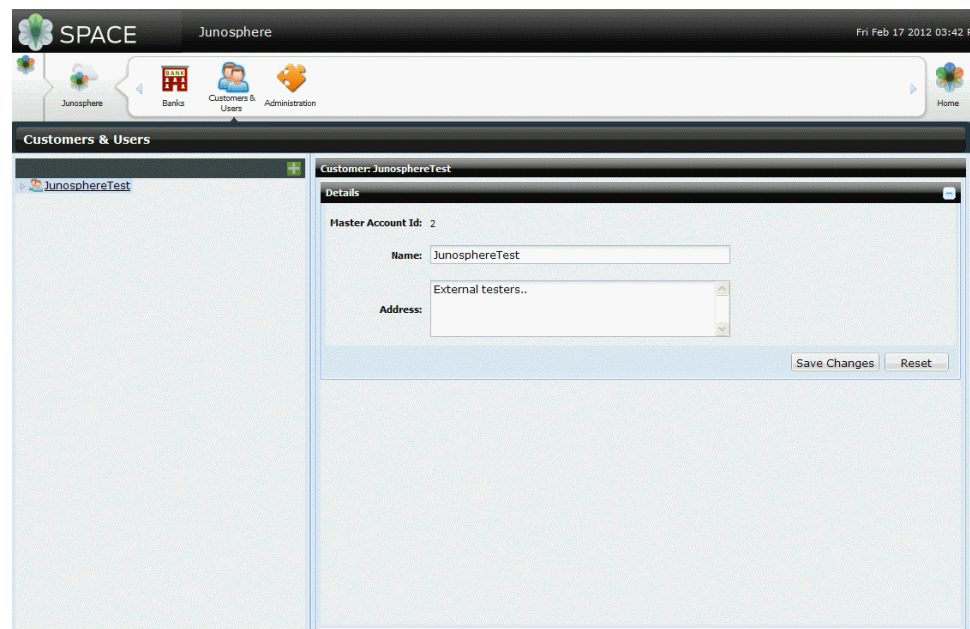 SPACE
Junosphere
Fri Feb 17 2012 03:42
Junosphere
BANK
Banks
Customers &
Users
Administration
Home
Customers & Users
JunosphereTest
Customer: JunosphereTest
Details
Master Account Id: 2
Name: JunosphereTest
Address: External testers..
Save Changes
Reset